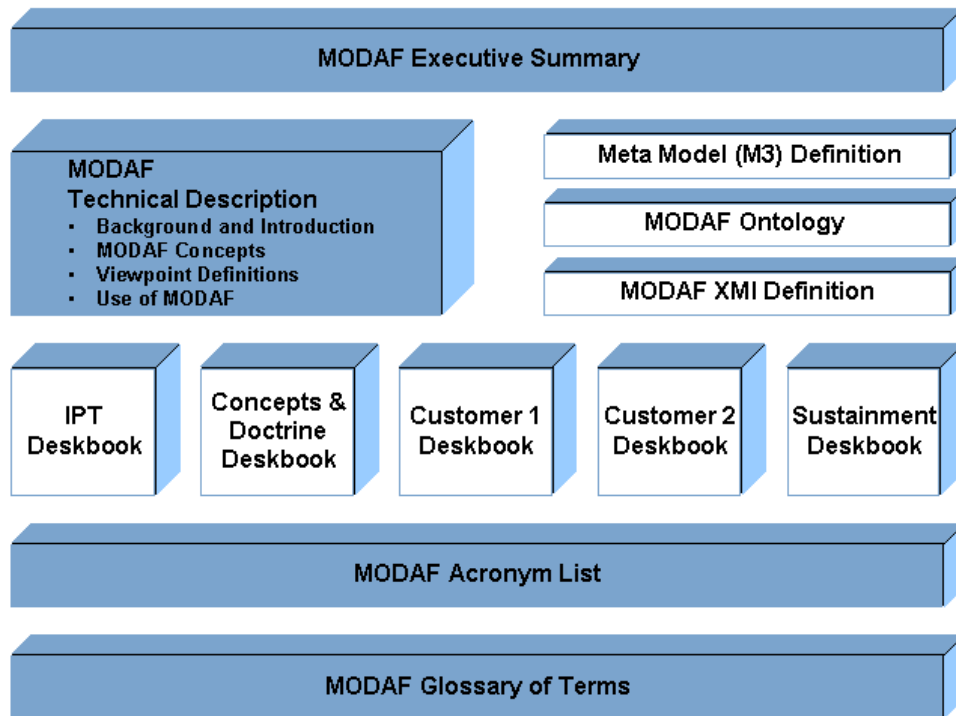 MODAF Executive Summary
MODAF
Technical Description
• Background and Introduction
• MODAF Concepts
• Viewpoint Definitions
• Use of MODAF
Meta Model (M3) Definition
MODAF Ontology
MODAF XMI Definition
IPT
Deskbook
Concepts &
Doctrine
Deskbook
Customer 1
Deskbook
Customer 2
Deskbook
Sustainment
Deskbook
MODAF Acronym List
MODAF Glossary of Terms